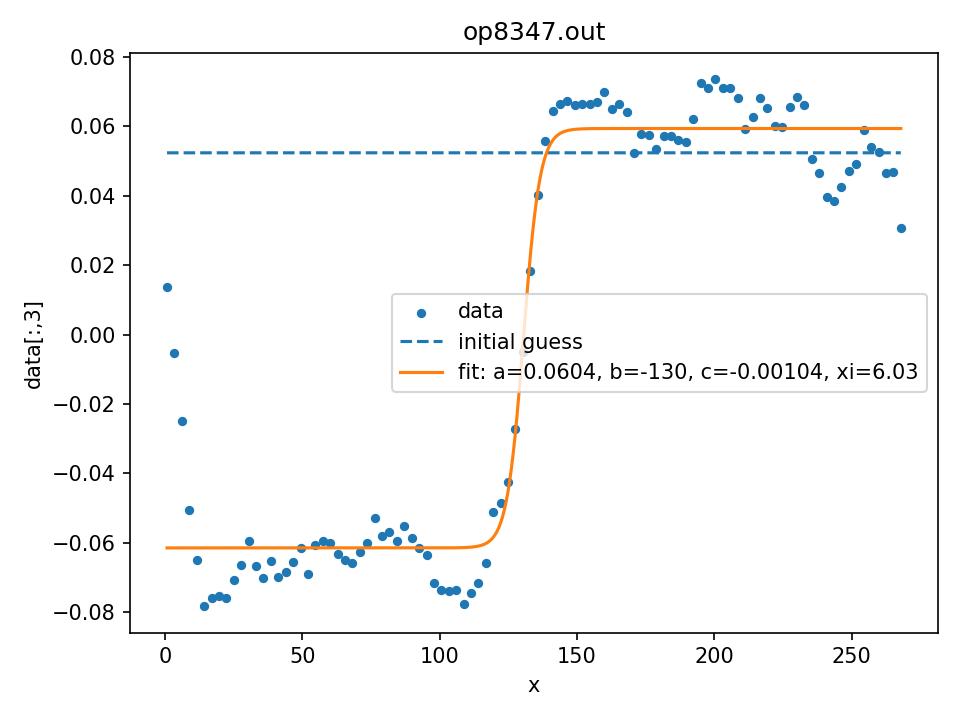 op8347.out
0.08
0.06
0.04
0.02
0.00
−0.02
−0.04
−0.06
−0.08
data[:,3]
data
initial guess
fit: a=0.0604, b=-130, c=-0.00104, xi=6.03
0 50 100 150 200 250
x